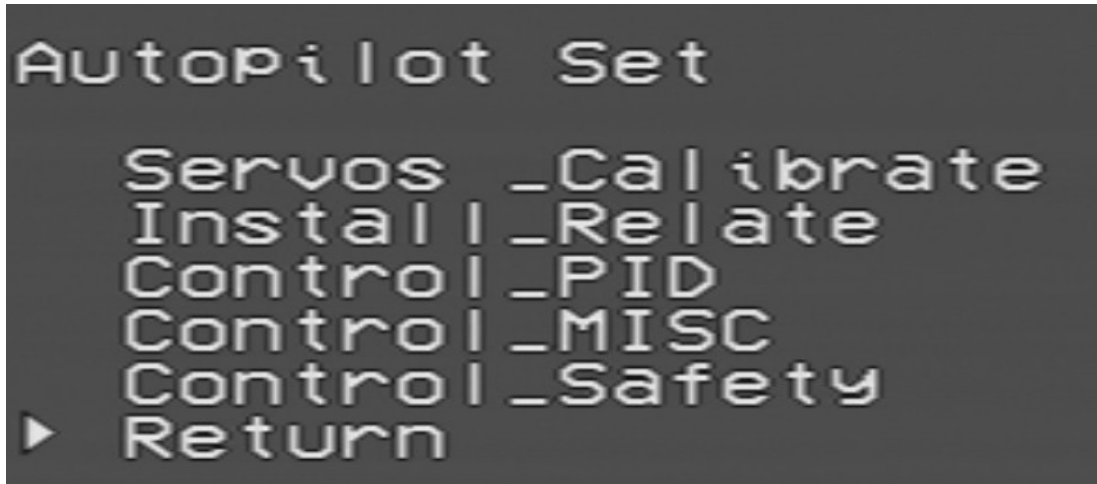 Autopilot Set
Servos _Calibrate
Install_Relate
Control_PID
Control_MISC
Control_Safety
▶ Return